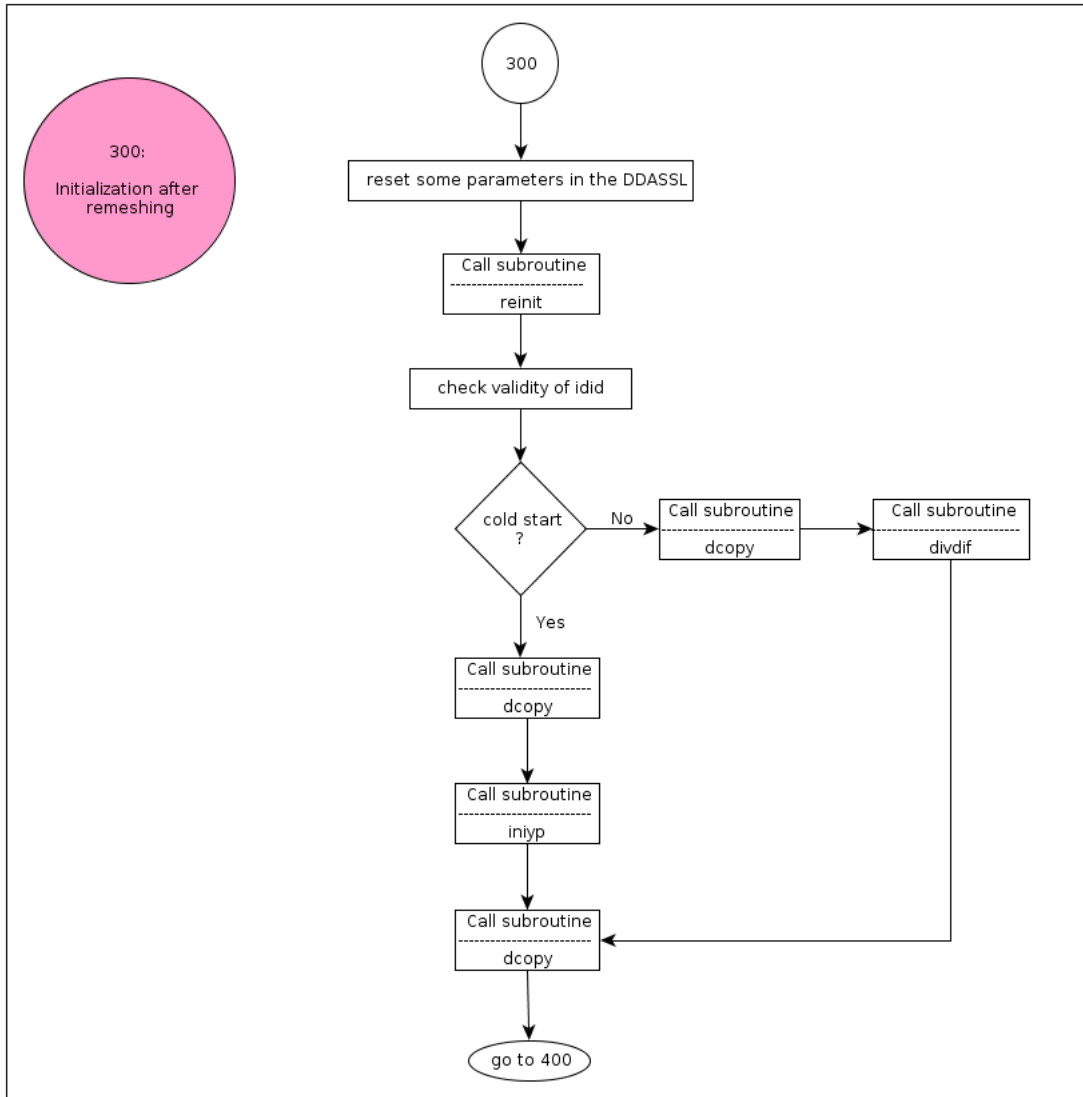 300
300:
Initialization after
remeshing
reset some parameters in the DDASSL
Call subroutine
------------------------
reinit
check validity of idid
cold start
?
No
Call subroutine
------------------------
dcopy
Call subroutine
------------------------
divdif
Yes
Call subroutine
------------------------
dcopy
Call subroutine
------------------------
iniyp
Call subroutine
------------------------
dcopy
go to 400